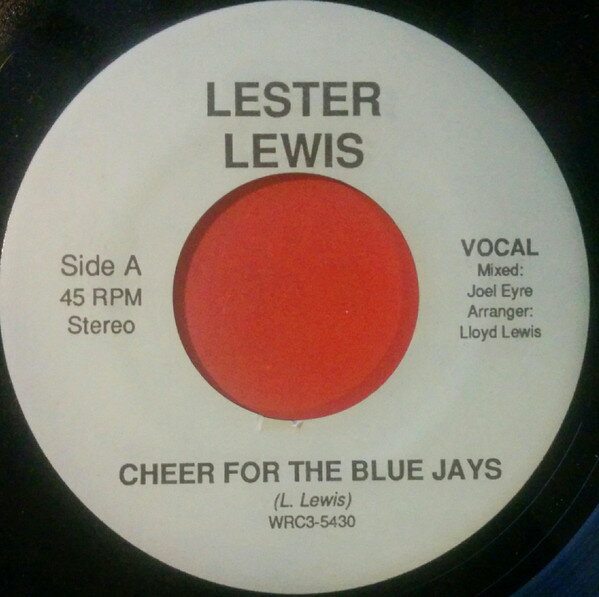 LESTER
LEWIS
Side A
45 RPM
Stereo
VOCAL
Mixed:
Joel Eyre
Arranger:
Lloyd Lewis
CHEER FOR THE BLUE JAYS
(L. Lewis)
WRC3-5430